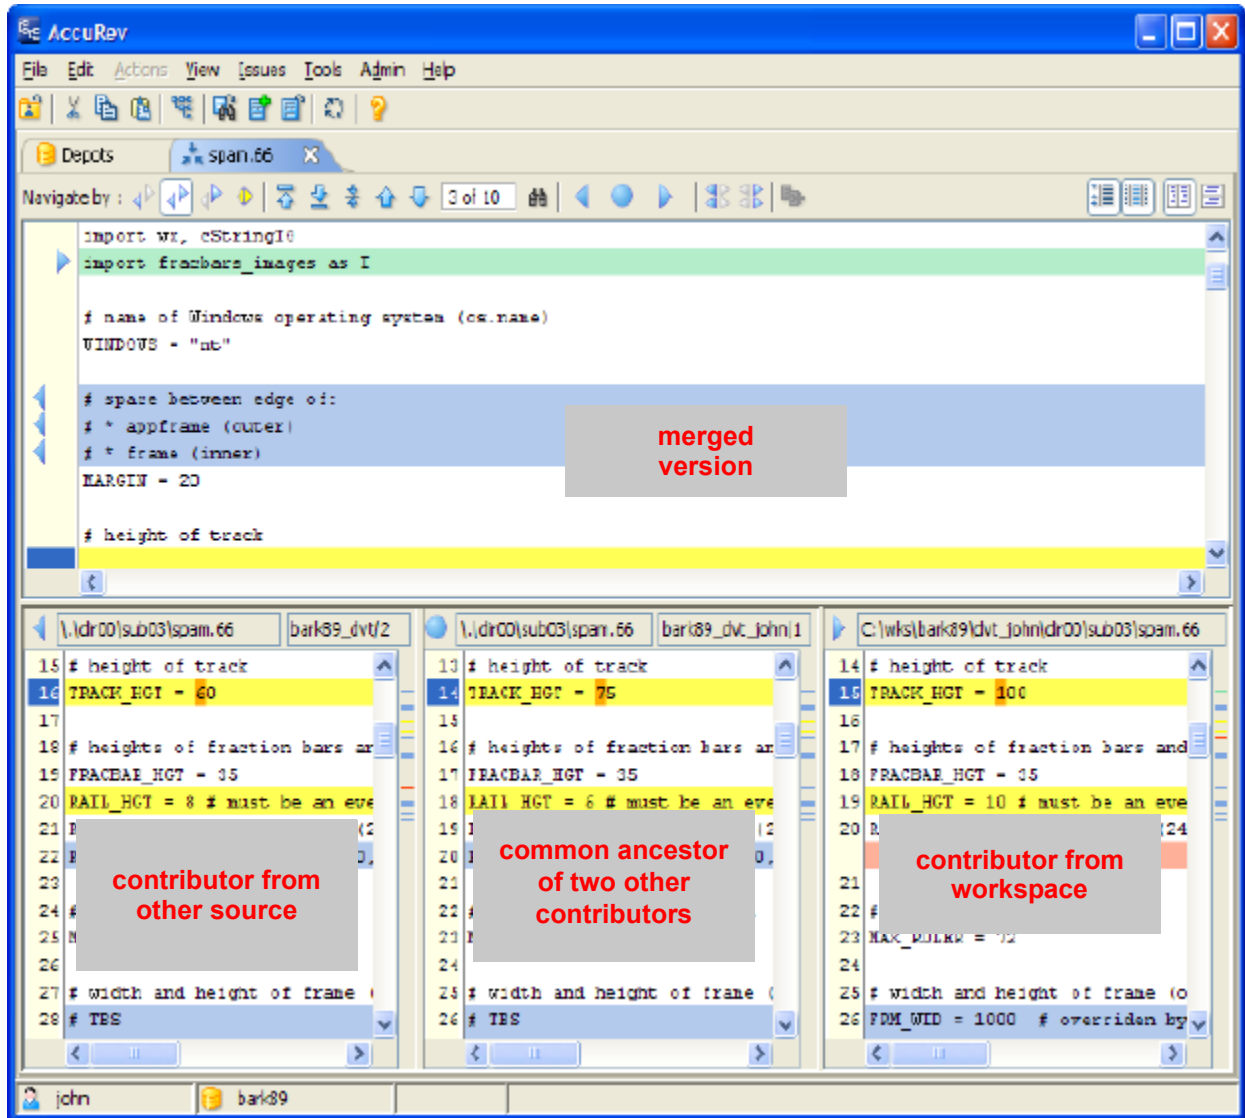 AccuRev
File Edit Actions View Issues Tools Admin Help
Depots spam.66
Navigate by : 3 of 10
import wx, cStringIO
import fracbars_images as I
# name of Windows operating system (os.name)
WINDOWS = "nt"
# space between edge of:
# * appframe (outer)
# * frame (inner)
MARGIN = 20
# height of track
merged
version
\.\dir00\sub03\spam.66 bark89_dvt/2
15 # height of track
16 TRACK_HGT = 60
17
18 # heights of fraction bars an
19 FRACBAR_HGT = 35
20 RAIL_HGT = 8 # must be an eve
21 (2
22 0,
23
24 #
25 M
26
27 # width and height of frame (
28 # TBS
contributor from
other source
\.\dir00\sub03\spam.66 bark89_dvt_john\1
13 # height of track
14 TRACK_HGT = 75
15
16 # heights of fraction bars an
17 FRACBAR_HGT = 35
18 RAIL_HGT = 6 # must be an eve
19 (2
20 0,
21
22 #
23 M
24
25 # width and height of frame (
26 # TBS
common ancestor
of two other
contributors
C:\wks\bark89\dvt_john\dir00\sub03\spam.66
14 # height of track
15 TRACK_HGT = 100
16
17 # heights of fraction bars and
18 FRACBAR_HGT = 35
19 RAIL_HGT = 10 # must be an eve
20 R (24
21
22 #
23 MAX_RULER = 72
24
25 # width and height of frame (o
26 FRM_WID = 1000 # overriden by
contributor from
workspace
john bark89